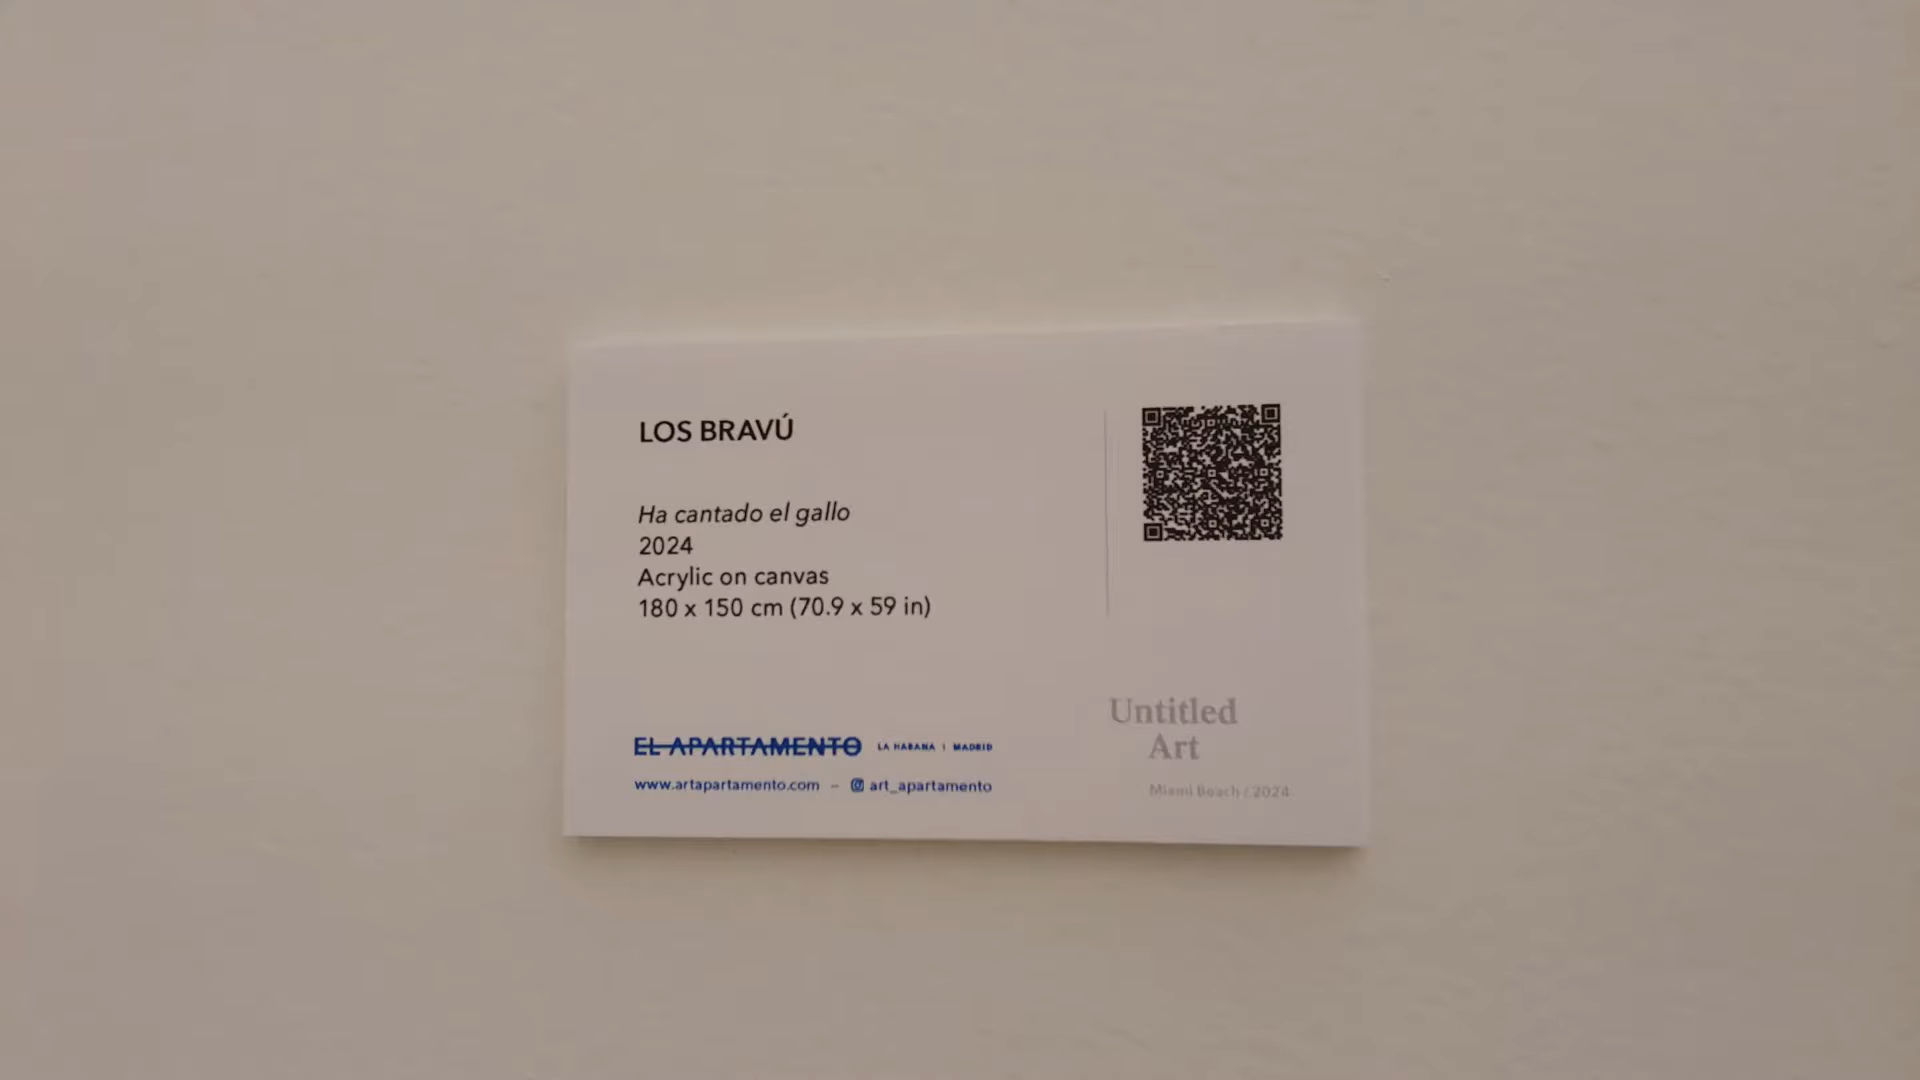 LOS BRAVÚ
Ha cantado el gallo
2024
Acrylic on canvas
180 x 150 cm (70.9 x 59 in)
EL APARTAMENTO LA HABANA | MADRID
www.artapartamento.com – art_apartamento
Untitled
Art
Miami Beach / 2024